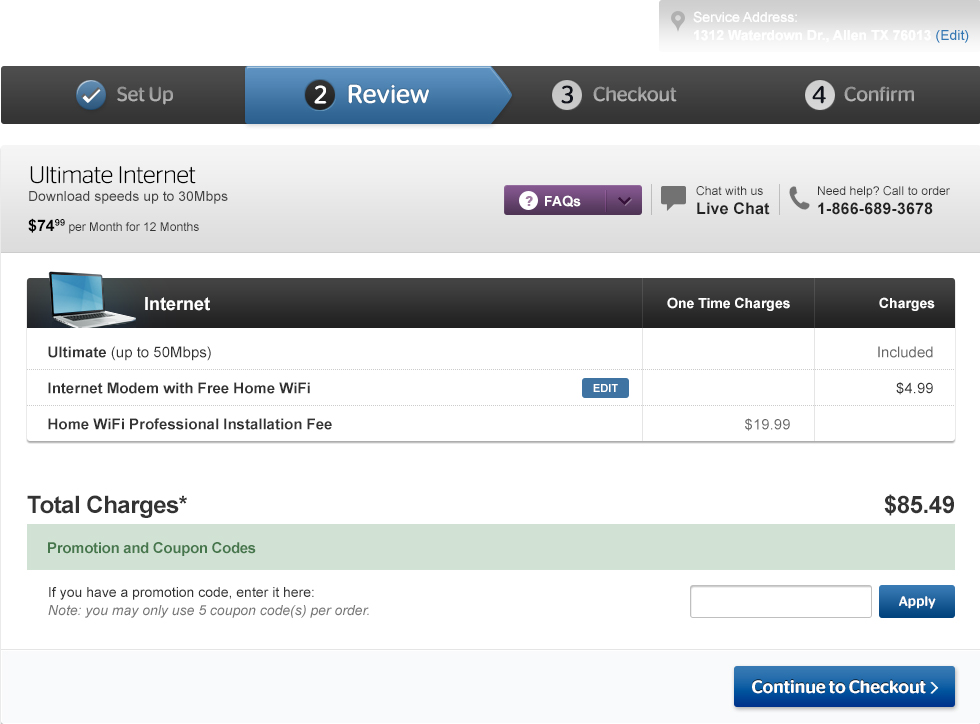 Service Address:
1312 Waterdown Dr., Allen TX 76013 (Edit)
Set Up
2 Review
3 Checkout
4 Confirm
Ultimate Internet
Download speeds up to 30Mbps
$74⁹⁹ per Month for 12 Months
? FAQs
Chat with us
Live Chat
Need help? Call to order
1-866-689-3678
Internet One Time Charges Charges
Ultimate (up to 50Mbps) Included
Internet Modem with Free Home WiFi EDIT $4.99
Home WiFi Professional Installation Fee $19.99
Total Charges* $85.49
Promotion and Coupon Codes
If you have a promotion code, enter it here:
Note: you may only use 5 coupon code(s) per order.
Apply
Continue to Checkout >